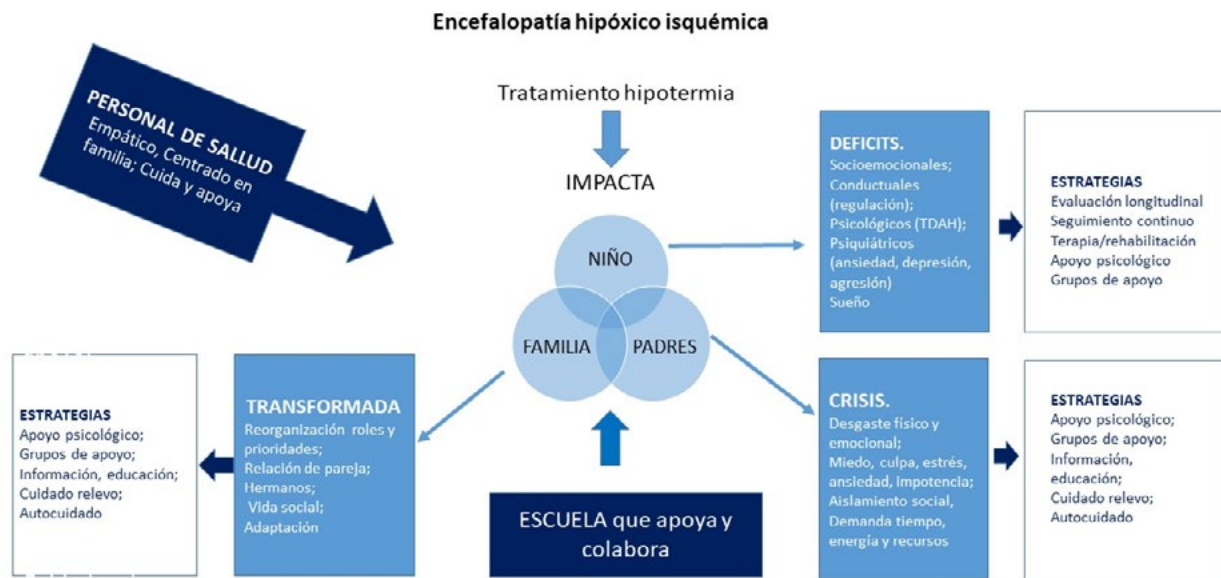 Encefalopatía hipóxico isquémica
PERSONAL DE SALLUD
Empático, Centrado en
familia; Cuida y apoya
Tratamiento hipotermia
IMPACTA
NIÑO
FAMILIA
PADRES
DEFICITS.
Socioemocionales;
Conductuales
(regulación);
Psicológicos (TDAH);
Psiquiátricos
(ansiedad, depresión,
agresión)
Sueño
ESTRATEGIAS
Evaluación longitudinal
Seguimiento continuo
Terapia/rehabilitación
Apoyo psicológico
Grupos de apoyo
ESTRATEGIAS
Apoyo psicológico;
Grupos de apoyo;
Información, educación;
Cuidado relevo;
Autocuidado
TRANSFORMADA
Reorganización roles y
prioridades;
Relación de pareja;
Hermanos;
Vida social;
Adaptación
ESCUELA que apoya y
colabora
CRISIS.
Desgaste físico y
emocional;
Miedo, culpa, estrés,
ansiedad, impotencia;
Aislamiento social,
Demanda tiempo,
energía y recursos
ESTRATEGIAS
Apoyo psicológico;
Grupos de apoyo;
Información,
educación;
Cuidado relevo;
Autocuidado